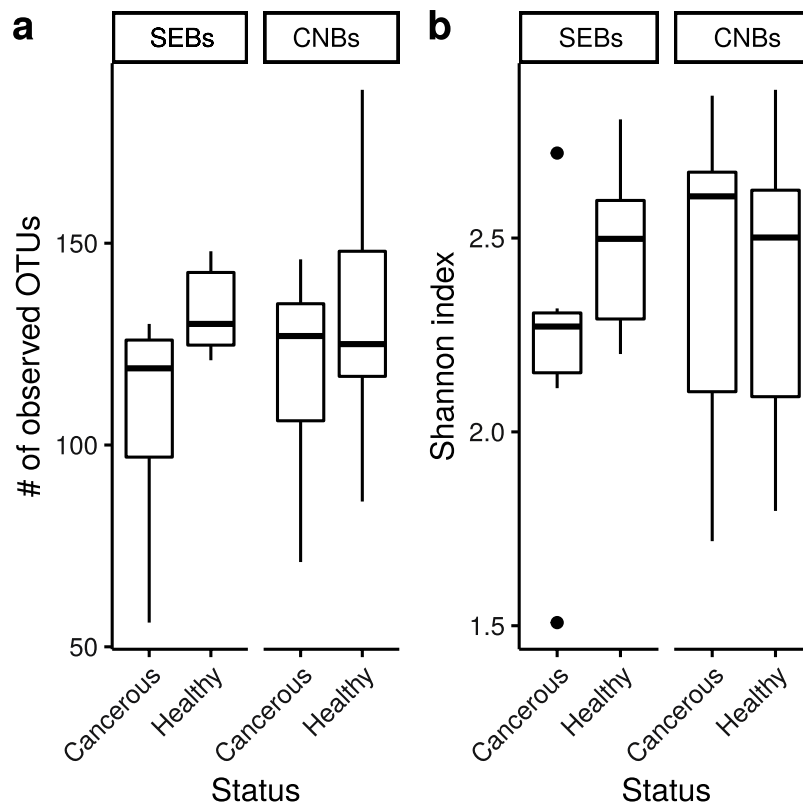 a
SEBs
CNBs
# of observed OTUs
150
100
50
Cancerous
Healthy
Cancerous
Healthy
Status
b
SEBs
CNBs
Shannon index
2.5
2.0
1.5
Cancerous
Healthy
Cancerous
Healthy
Status